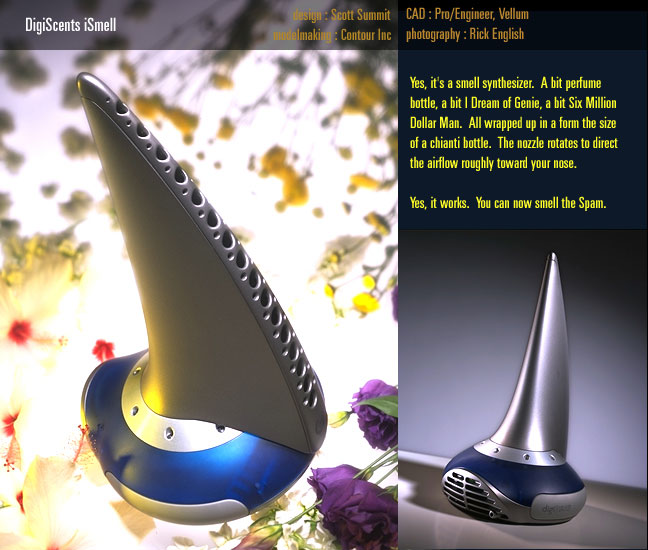 DigiScents iSmell
design : Scott Summit
modelmaking : Contour Inc
CAD : Pro/Engineer, Vellum
photography : Rick English
Yes, it's a smell synthesizer. A bit perfume
bottle, a bit I Dream of Genie, a bit Six Million
Dollar Man. All wrapped up in a form the size
of a chianti bottle. The nozzle rotates to direct
the airflow roughly toward your nose.
Yes, it works. You can now smell the Spam.